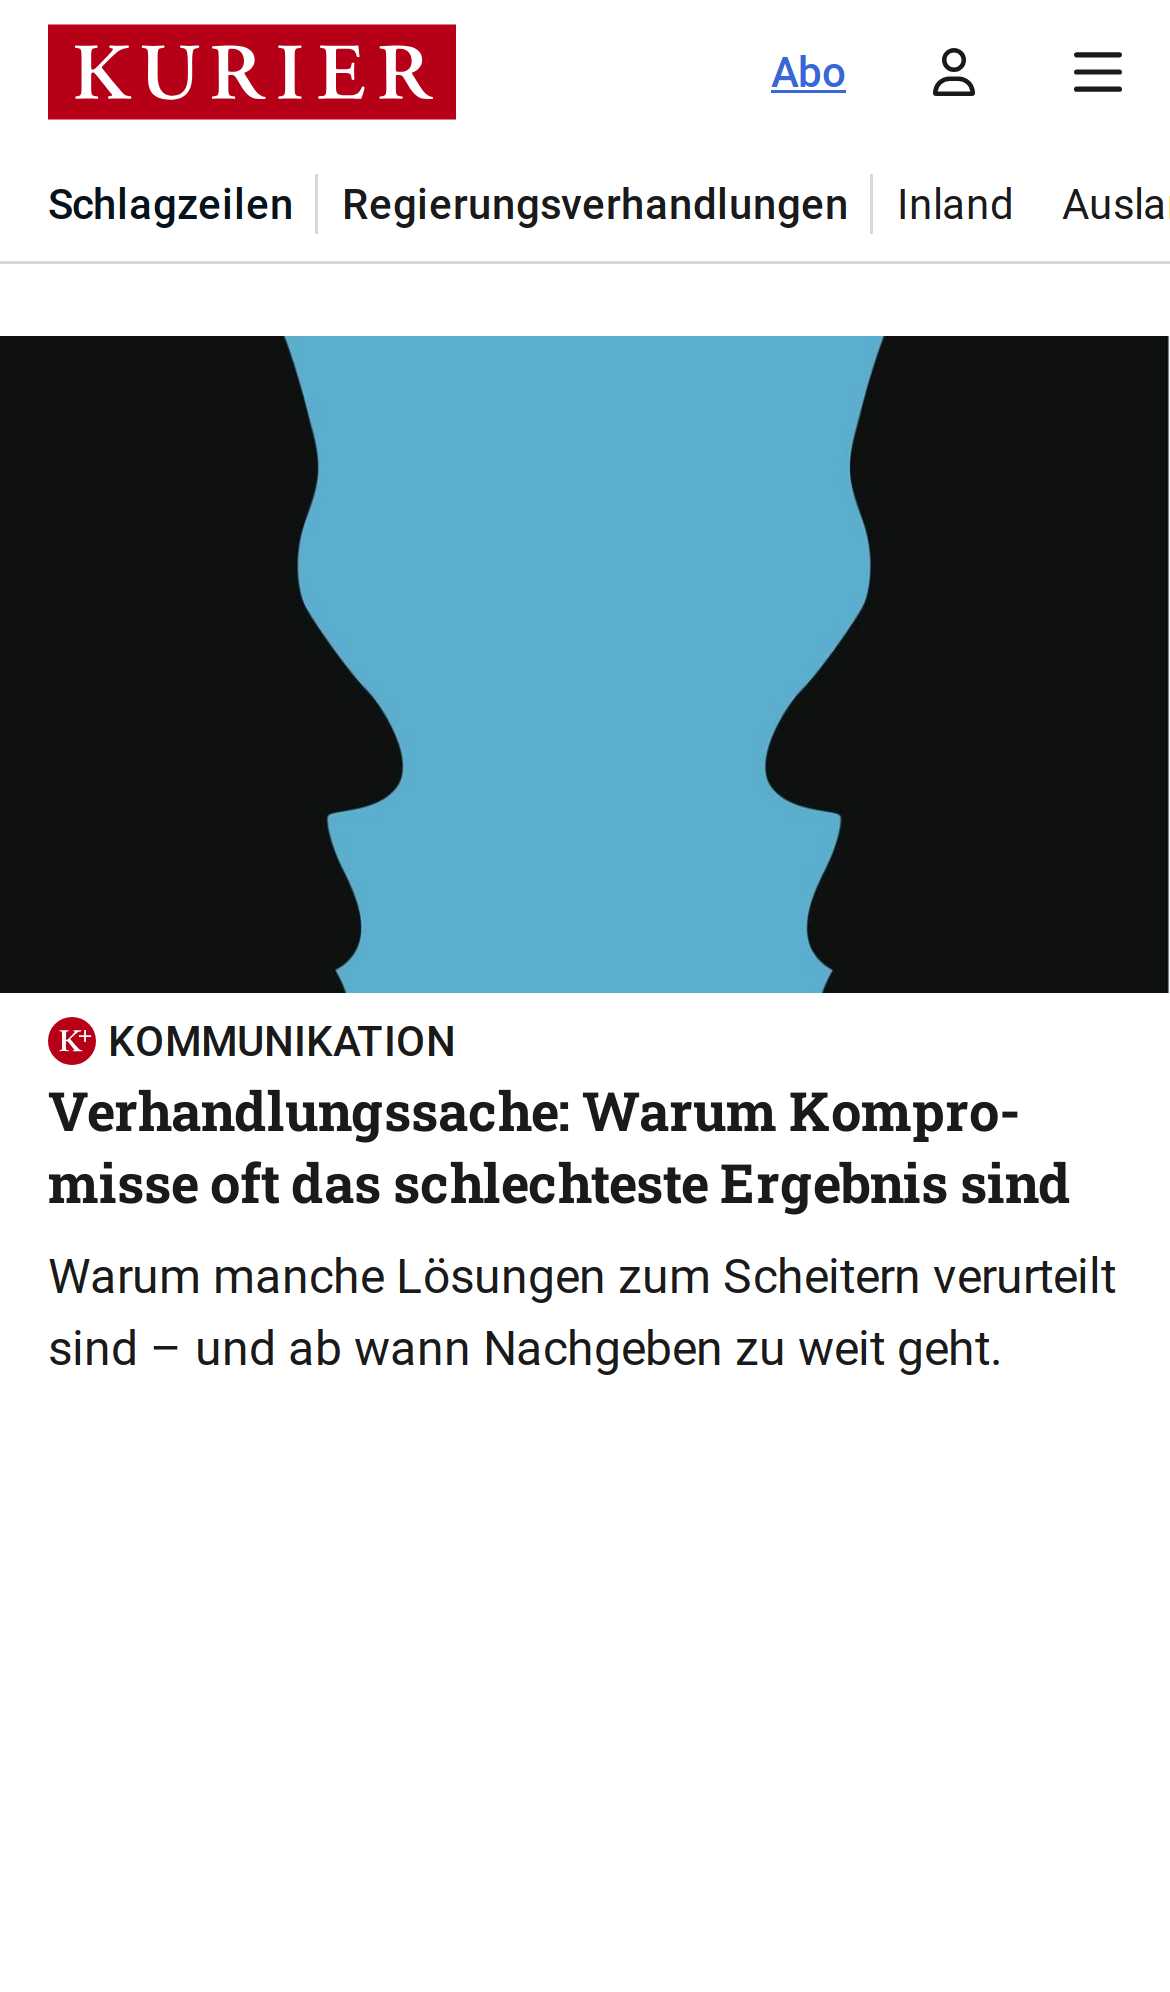 KURIER
Abo
Schlagzeilen
Regierungsverhandlungen
Inland
Ausla
K+ KOMMUNIKATION
Verhandlungssache: Warum Kompro-
misse oft das schlechteste Ergebnis sind
Warum manche Lösungen zum Scheitern verurteilt
sind – und ab wann Nachgeben zu weit geht.